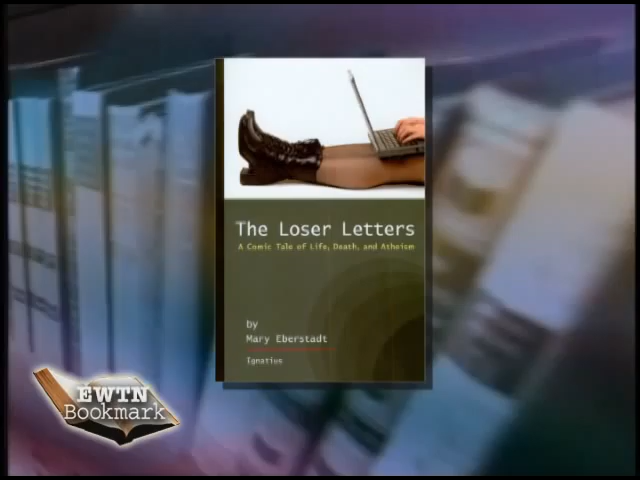 The Loser Letters
A Comic Tale of Life, Death, and Atheism
by
Mary Eberstadt
Ignatius
EWTN
Bookmark